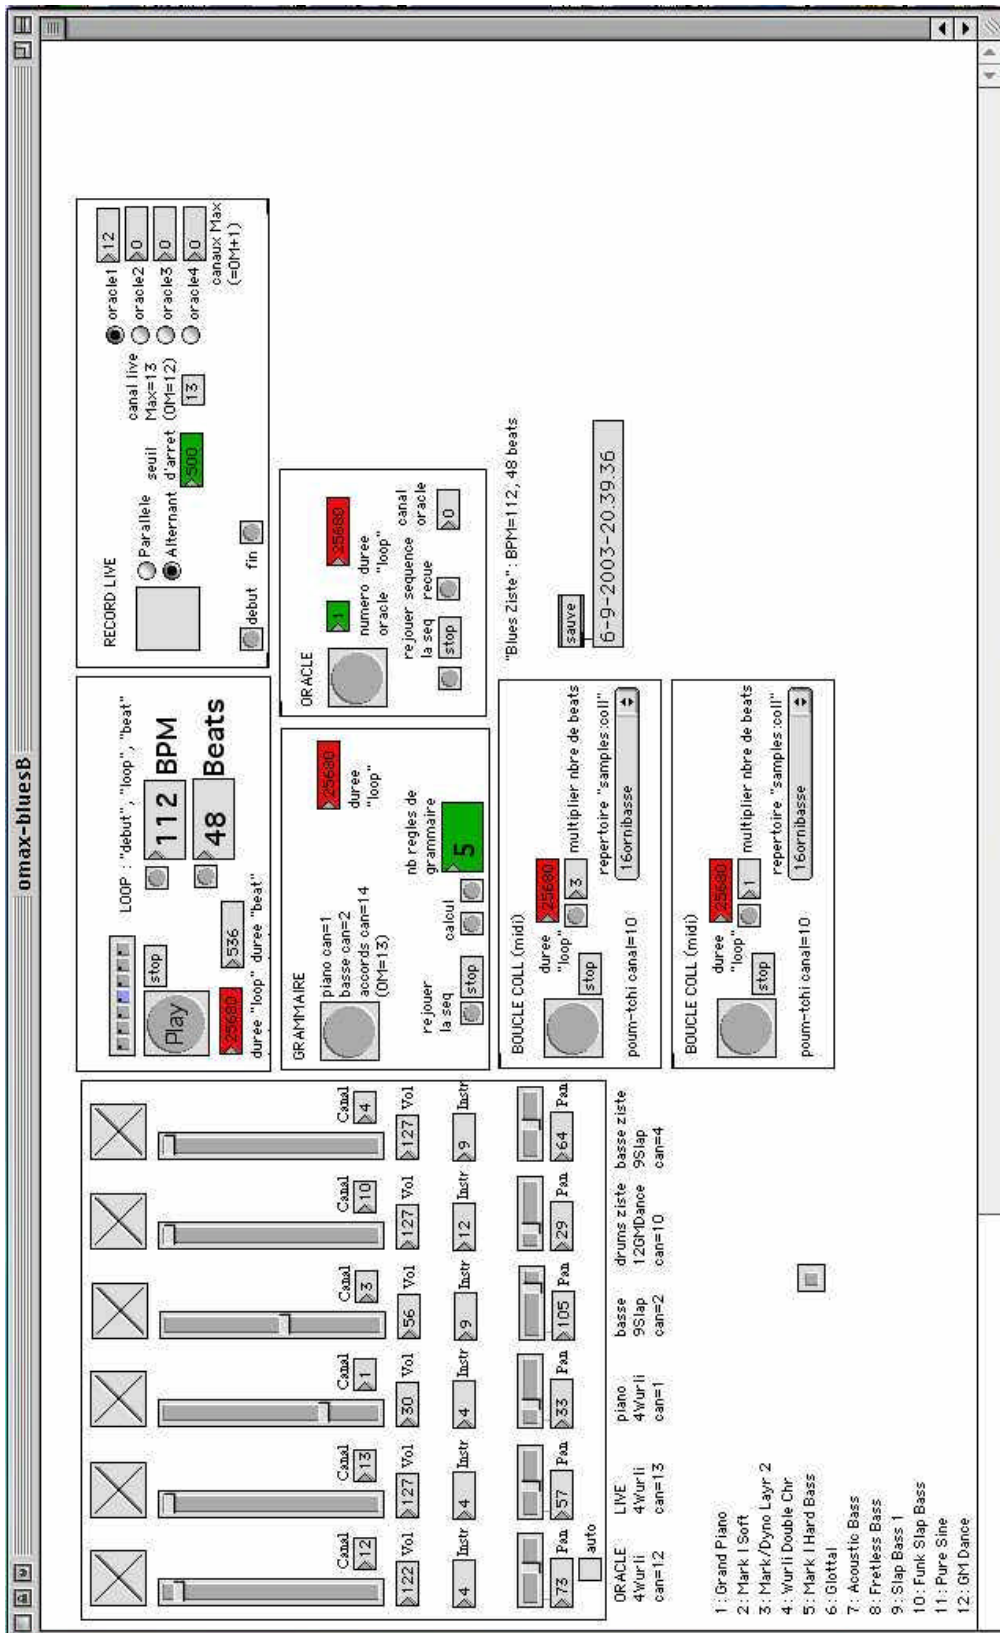 omax-bluesB
Canal
12
122 Vol
4 Instr
73 Pan
auto
ORACLE
4Wurli
can=12
Canal
13
127 Vol
4 Instr
57 Pan
LIVE
4Wurli
can=13
Canal
1
30 Vol
4 Instr
33 Pan
piano
4Wurli
can=1
Canal
3
56 Vol
9 Instr
105 Pan
basse
9Slap
can=2
Canal
10
127 Vol
12 Instr
29 Pan
drums ziste
12GMDance
can=10
Canal
4
127 Vol
9 Instr
64 Pan
basse ziste
9Slap
can=4
1: Grand Piano
2: Mark I Soft
3: Mark/Dyno Layr 2
4: Wurli Double Chr
5: Mark I Hard Bass
6: Glottal
7: Acoustic Bass
8: Fretless Bass
9: Slap Bass 1
10: Funk Slap Bass
11: Pure Sine
12: GM Dance
LOOP : "debut", "loop", "beat"
Play
stop
112 BPM
48 Beats
25680
536
duree "loop" duree "beat"
GRAMMAIRE
piano can=1
basse can=2
accords can=14
(OM=13)
25680
duree
"loop"
rejouer
la seq
stop
calcul
nb regles de
grammaire
5
BOUCLE COLL (midi)
duree
"loop"
25680
stop
3
multiplier nbre de beats
poum-tchi canal=10
repertoire "samples:coll"
16ornibasse
BOUCLE COLL (midi)
duree
"loop"
25680
stop
1
multiplier nbre de beats
poum-tchi canal=10
repertoire "samples:coll"
16ornibasse
RECORD LIVE
Parallele
Alternant
seuil
d'arret
500
canal live
Max=13
(OM=12)
13
oracle1
12
oracle2
0
oracle3
0
oracle4
0
canaux Max
(=OM+1)
debut
fin
ORACLE
1
numero
oracle
25680
duree
"loop"
rejouer
la seq
stop
sequence
recue
canal
oracle
0
"Blues Ziste": BPM=112, 48 beats
sauve
6-9-2003-20.39.36